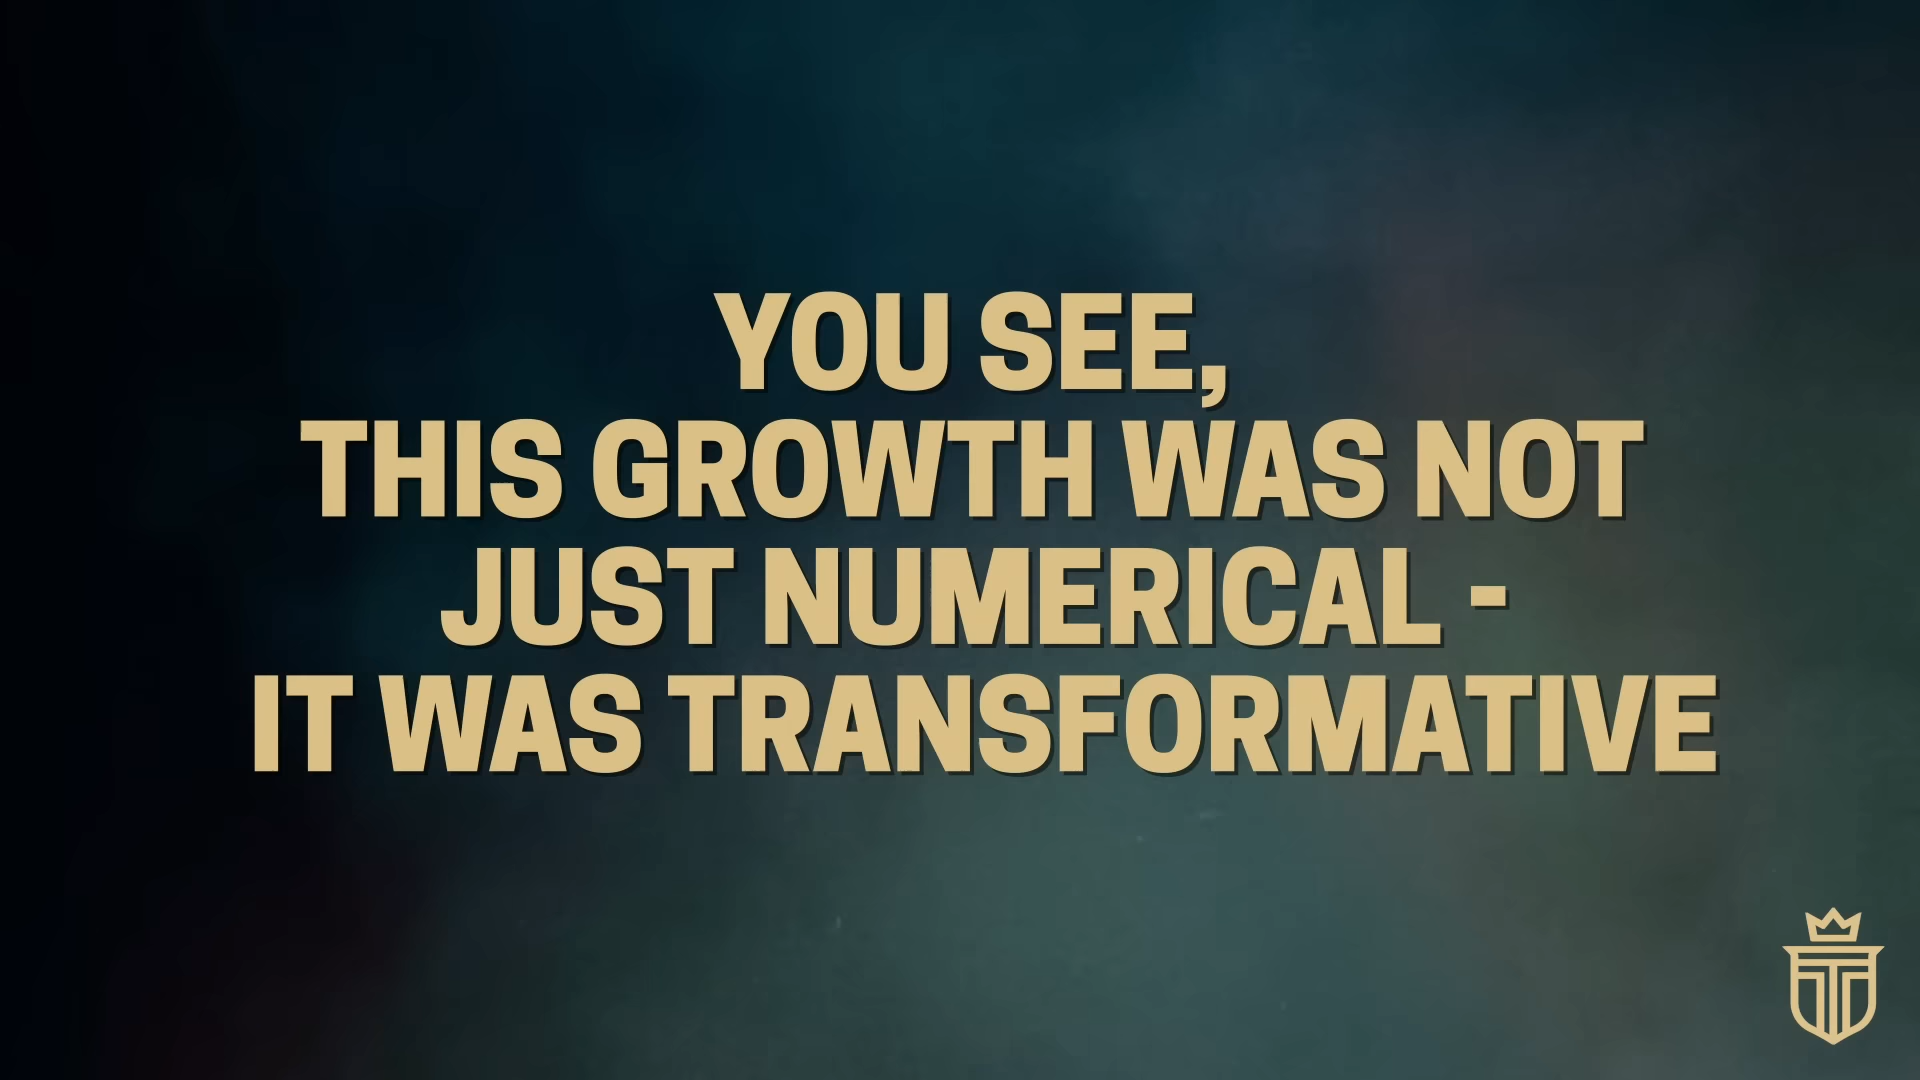 YOU SEE,
THIS GROWTH WAS NOT
JUST NUMERICAL -
IT WAS TRANSFORMATIVE